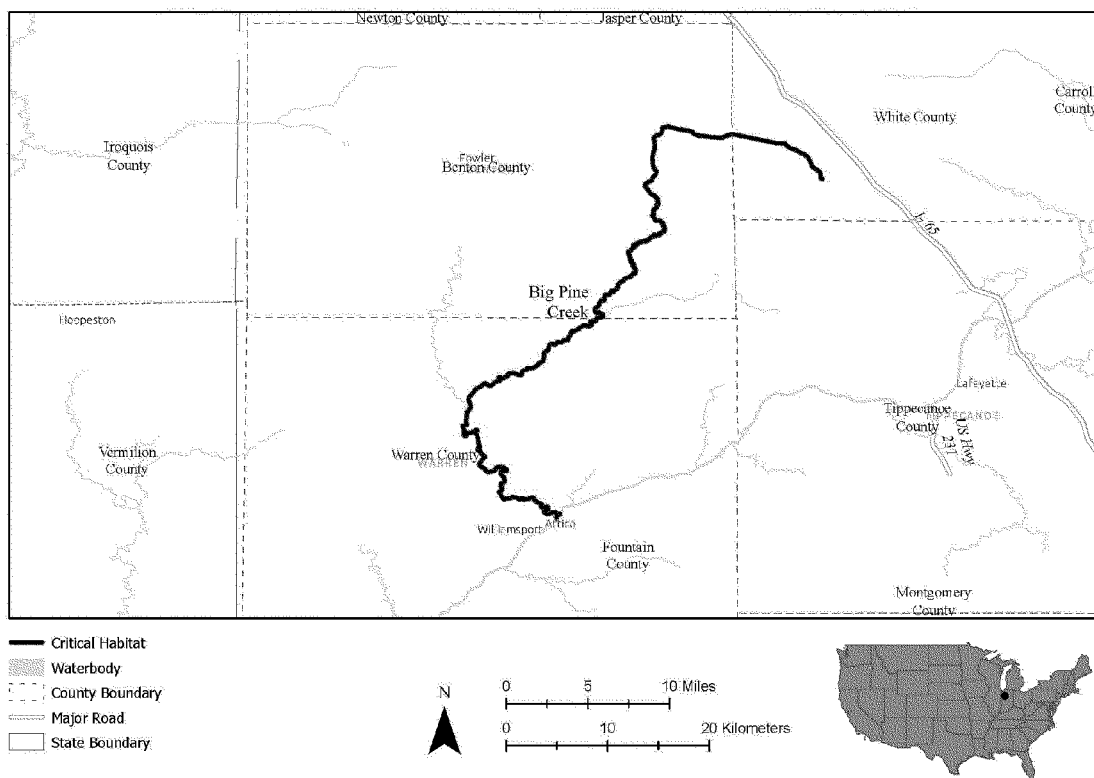 Newton County
Jasper County
Carroll
County
White County
Iroquois
County
Fowler
Benton County
I- 65
Big Pine
Creek
Hoopeston
Lafayette
Tippecanoe
County
TIPPECANOE
US Hwy
231
Vermilion
County
Warren County
WARREN
Williamsport
Attica
Fountain
County
Montgomery
County
Critical Habitat
Waterbody
County Boundary
Major Road
State Boundary
N
0 5 10 Miles
0 10 20 Kilometers